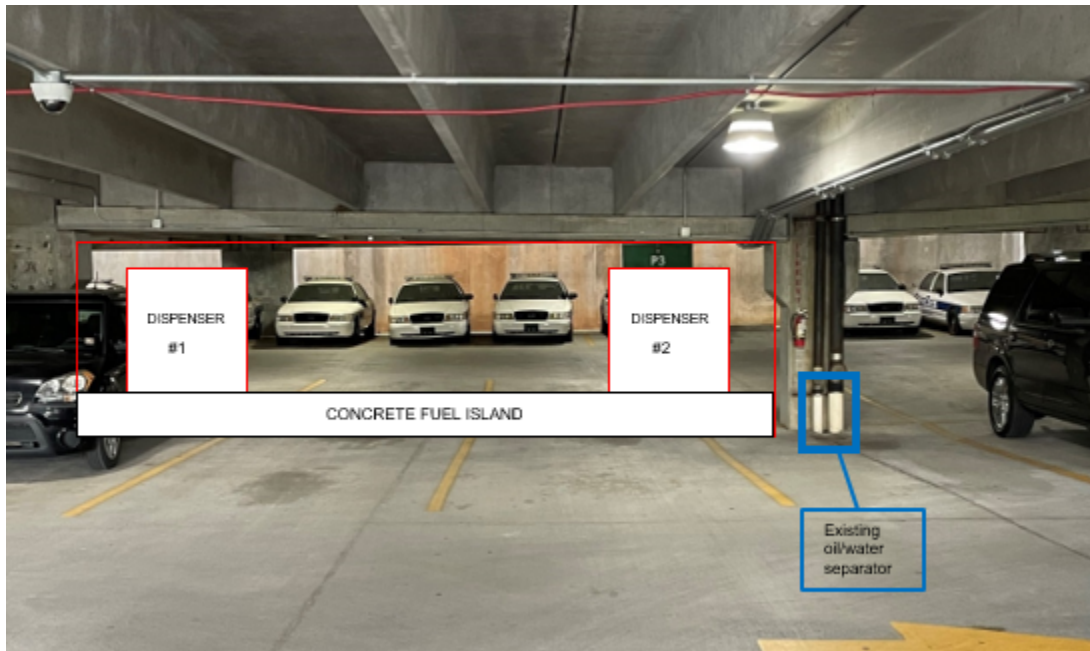 P3
DISPENSER
#1
DISPENSER
#2
CONCRETE FUEL ISLAND
Existing
oil/water
separator